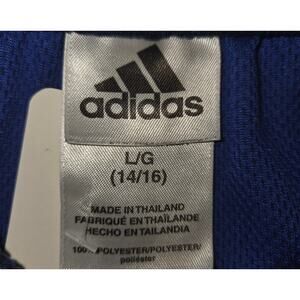 adidas
L/G
(14/16)
MADE IN THAILAND
FABRIQUÉ EN THAÏLANDE
HECHO EN TAILANDIA
100% POLYESTER/POLYESTER/
poliéster